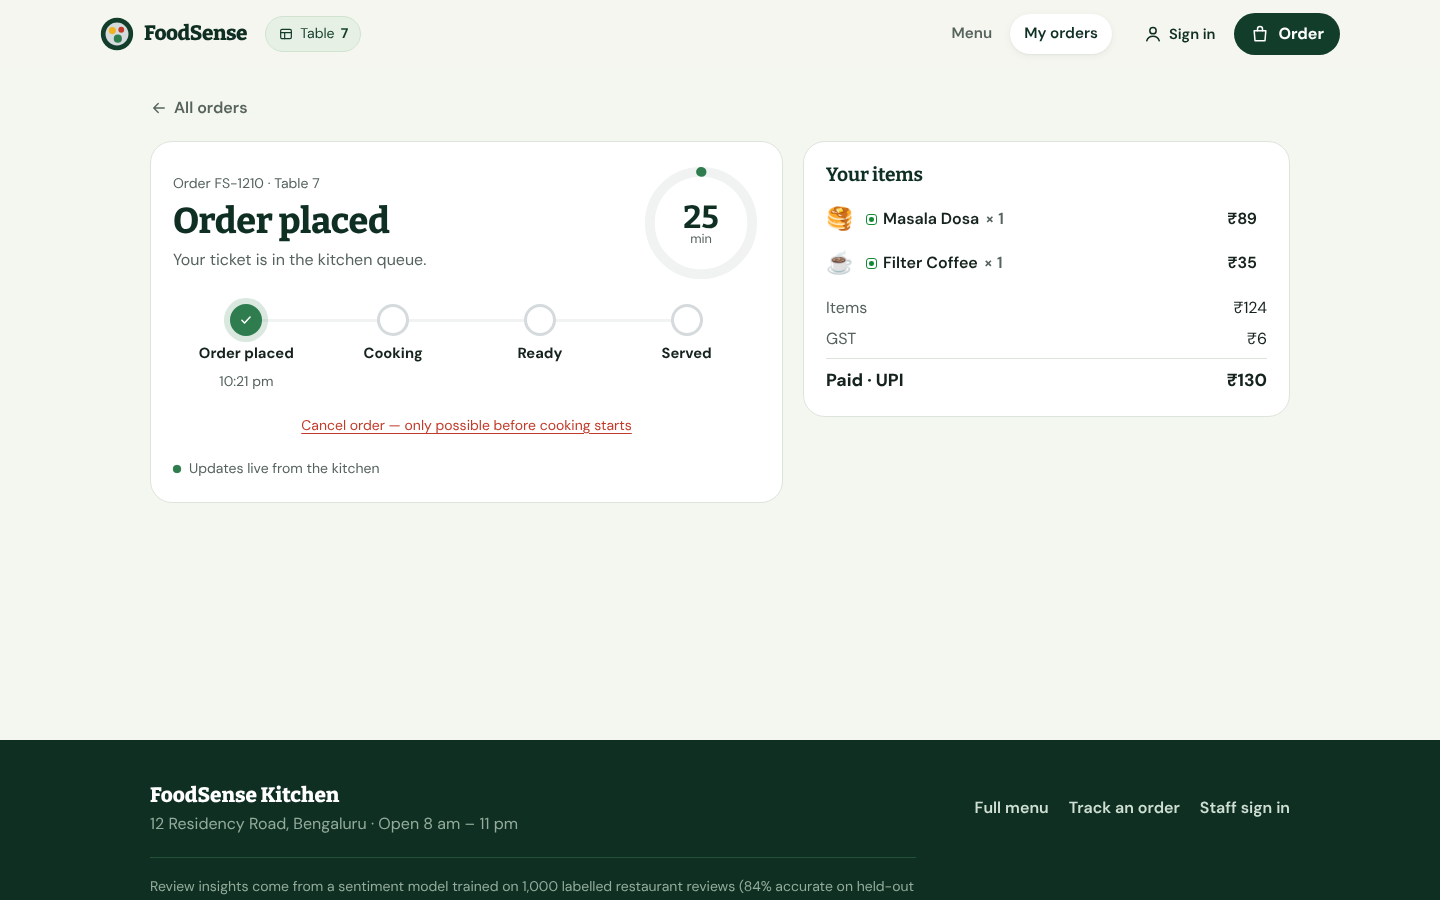 FoodSense
Table 7
Menu
My orders
Sign in
Order
← All orders
Order FS-1210 · Table 7
Order placed
Your ticket is in the kitchen queue.
25
min
Order placed
Cooking
Ready
Served
10:21 pm
Cancel order — only possible before cooking starts
Updates live from the kitchen
Your items
Masala Dosa × 1 ₹89
Filter Coffee × 1 ₹35
Items ₹124
GST ₹6
Paid · UPI ₹130
FoodSense Kitchen
12 Residency Road, Bengaluru · Open 8 am – 11 pm
Full menu
Track an order
Staff sign in
Review insights come from a sentiment model trained on 1,000 labelled restaurant reviews (84% accurate on held-out